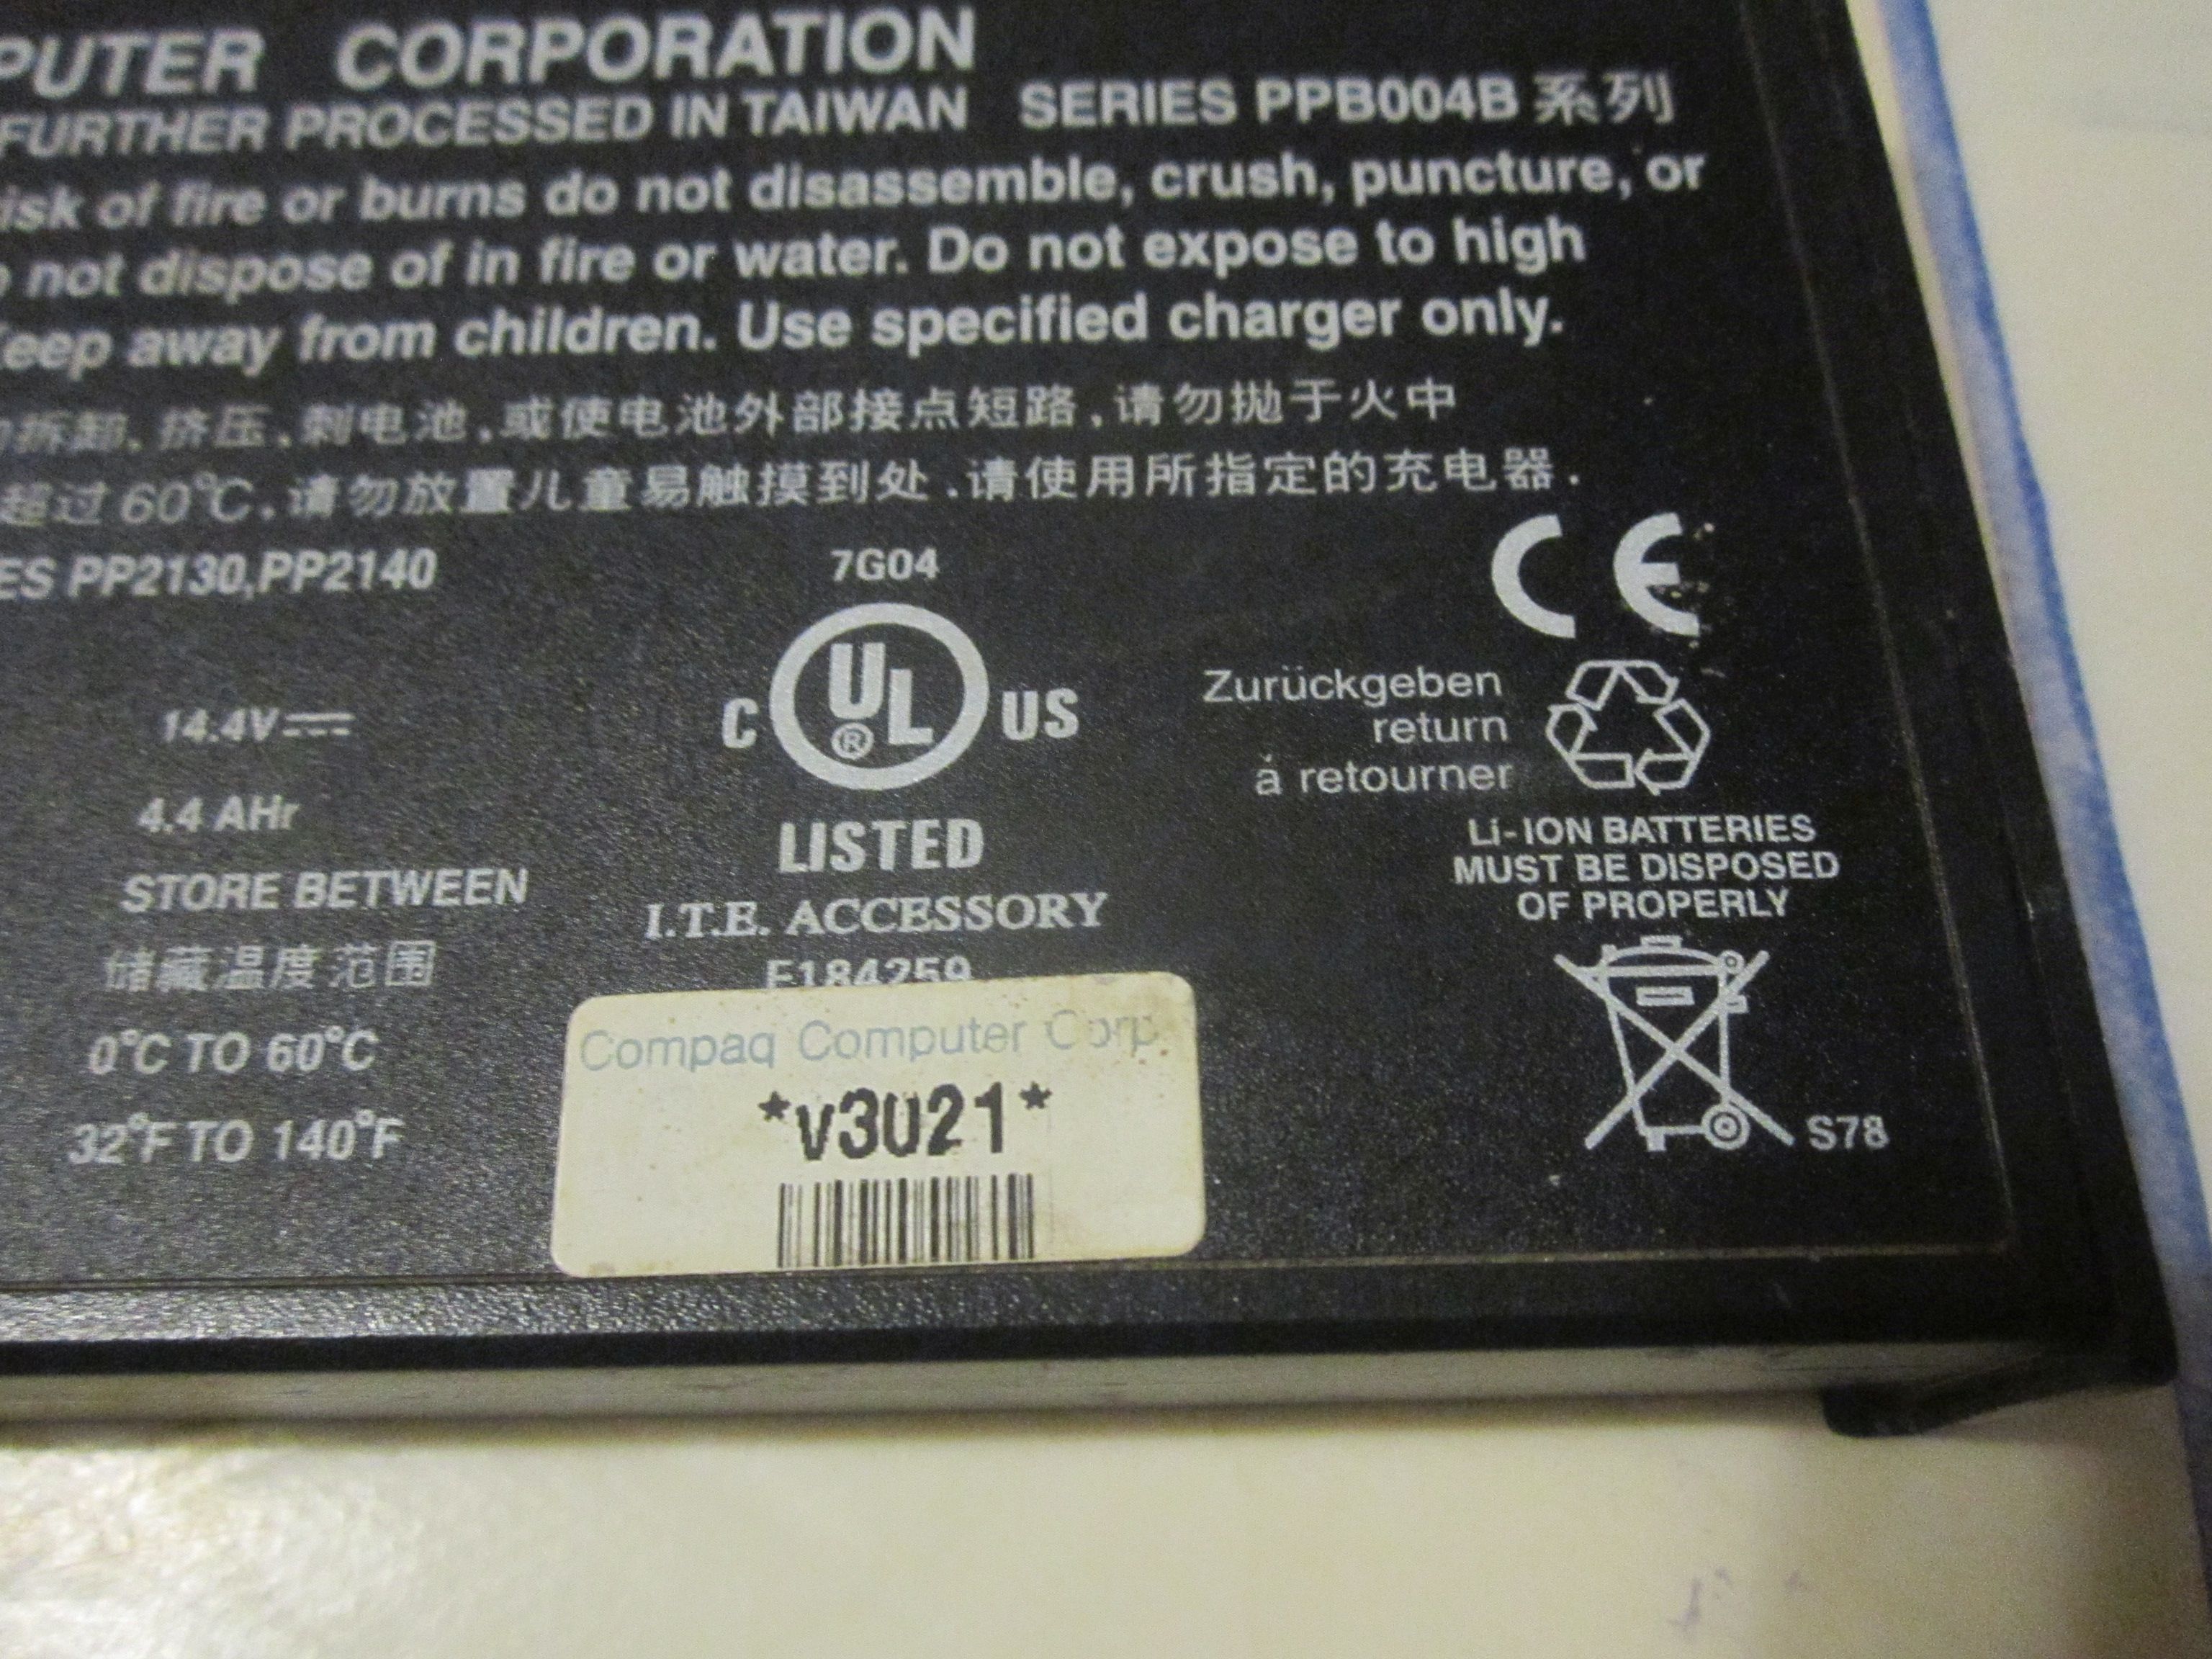 PUTER CORPORATION
FURTHER PROCESSED IN TAIWAN SERIES PPB004B 系列
isk of fire or burns do not disassemble, crush, puncture, or
not dispose of in fire or water. Do not expose to high
eep away from children. Use specified charger only.
拆卸、挤压、刺电池,或使电池外部接点短路,请勿抛于火中
超过 60°C.请勿放置儿童易触摸到处.请使用所指定的充电器.
ES PP2130,PP2140
7G04
CE
C UL® US
Zurückgeben
return
á retourner
14.4V
4.4 AHr
LISTED
LI-ION BATTERIES
MUST BE DISPOSED
OF PROPERLY
STORE BETWEEN
I.T.E. ACCESSORY
储藏温度范围
E184259
0°C TO 60°C
32°F TO 140°F
Compaq Computer Corp.
*v3021*
S78